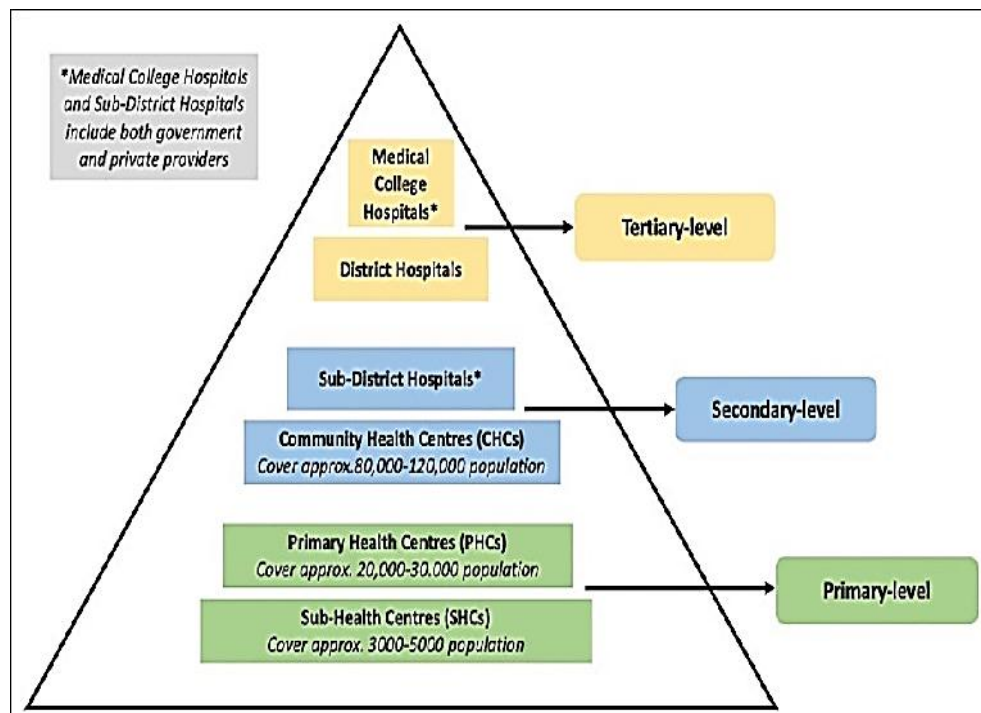 *Medical College Hospitals
and Sub-District Hospitals
include both government
and private providers
Medical
College
Hospitals*
Tertiary-level
District Hospitals
Sub-District Hospitals*
Secondary-level
Community Health Centres (CHCs)
Cover approx.80,000-120,000 population
Primary Health Centres (PHCs)
Cover approx. 20,000-30.000 population
Primary-level
Sub-Health Centres (SHCs)
Cover approx. 3000-5000 population